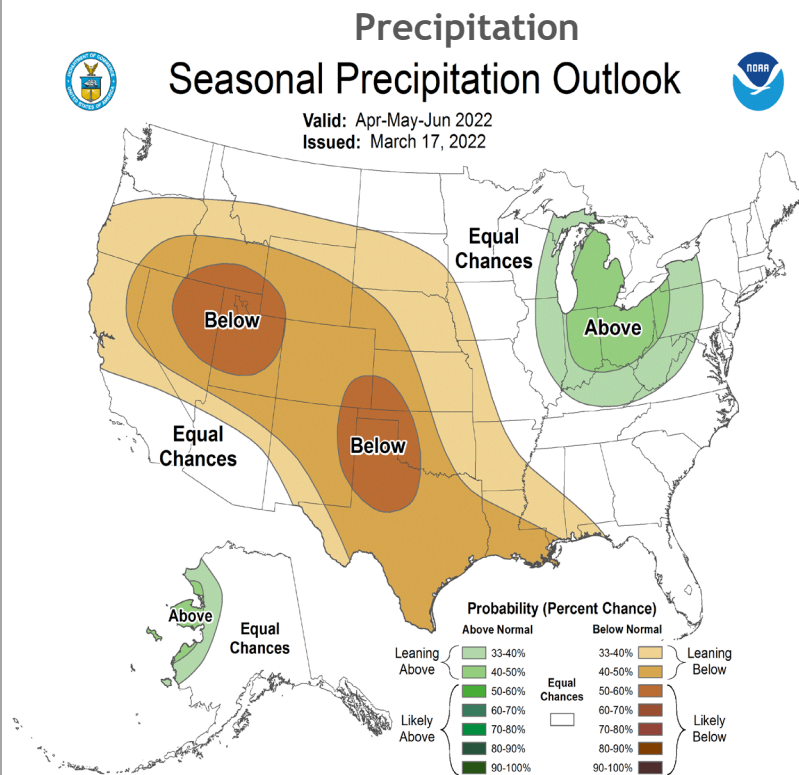 Precipitation
Seasonal Precipitation Outlook
NOAA
Valid: Apr-May-Jun 2022
Issued: March 17, 2022
Equal
Chances
Above
Below
Below
Equal
Chances
Above
Equal
Chances
Probability (Percent Chance)
Above Normal
Below Normal
Leaning
Above
33-40%
40-50%
Likely
Above
50-60%
60-70%
70-80%
80-90%
90-100%
Equal
Chances
33-40%
40-50%
Leaning
Below
50-60%
60-70%
70-80%
80-90%
90-100%
Likely
Below